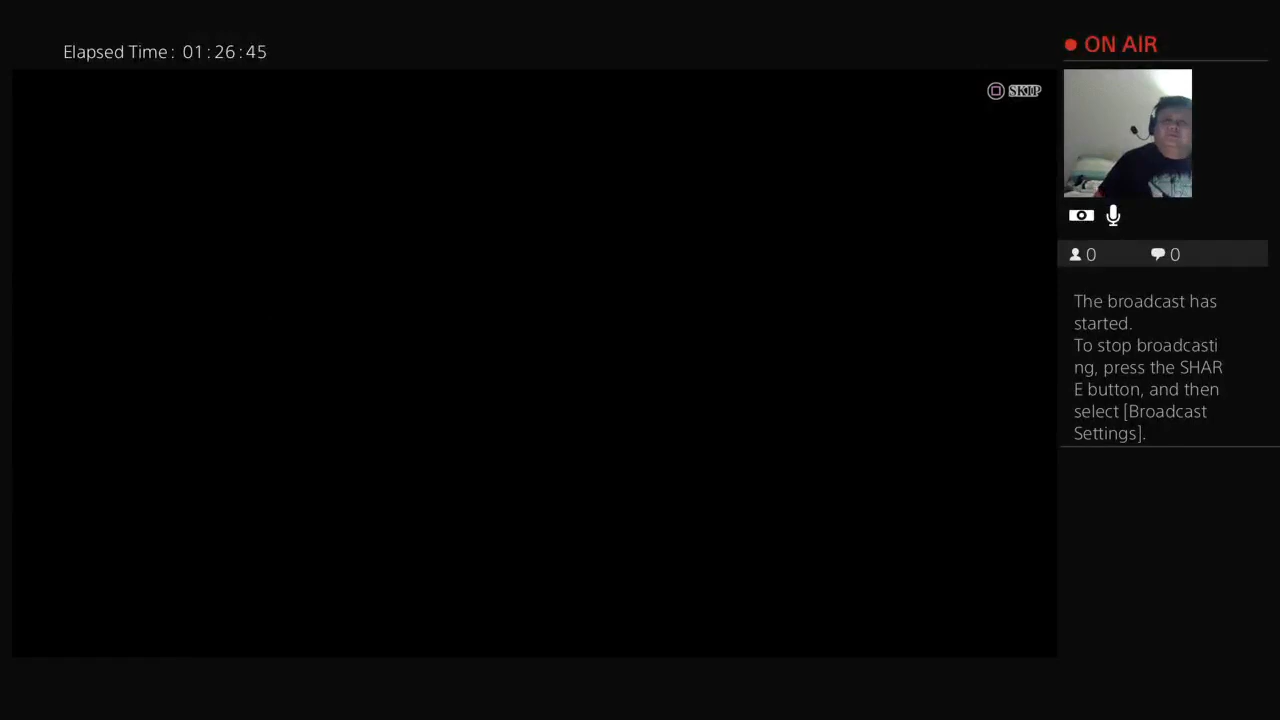 Elapsed Time: 01:26:45
ON AIR
SKIP
0 0
The broadcast has
started.
To stop broadcasti
ng, press the SHAR
E button, and then
select [Broadcast
Settings].